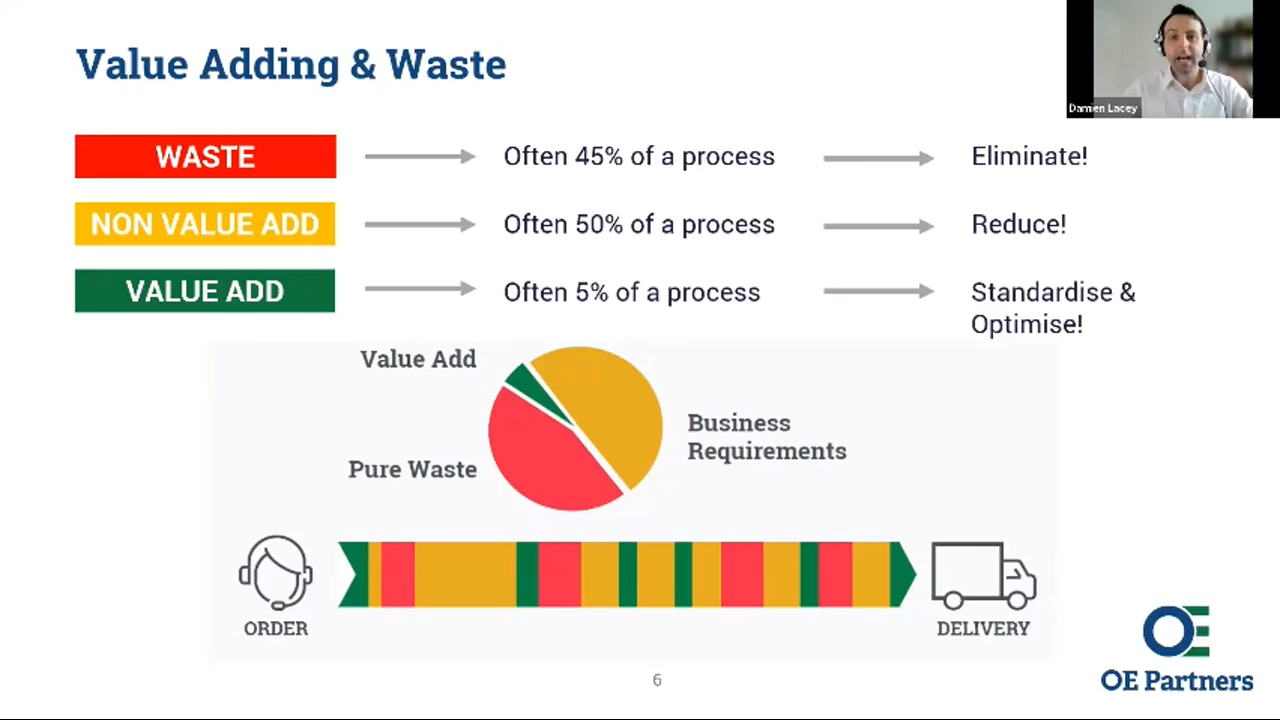 Value Adding & Waste
Damien Lacey
WASTE
Often 45% of a process
Eliminate!
NON VALUE ADD
Often 50% of a process
Reduce!
VALUE ADD
Often 5% of a process
Standardise &
Optimise!
Value Add
Business
Requirements
Pure Waste
ORDER
DELIVERY
OE
OE Partners
6